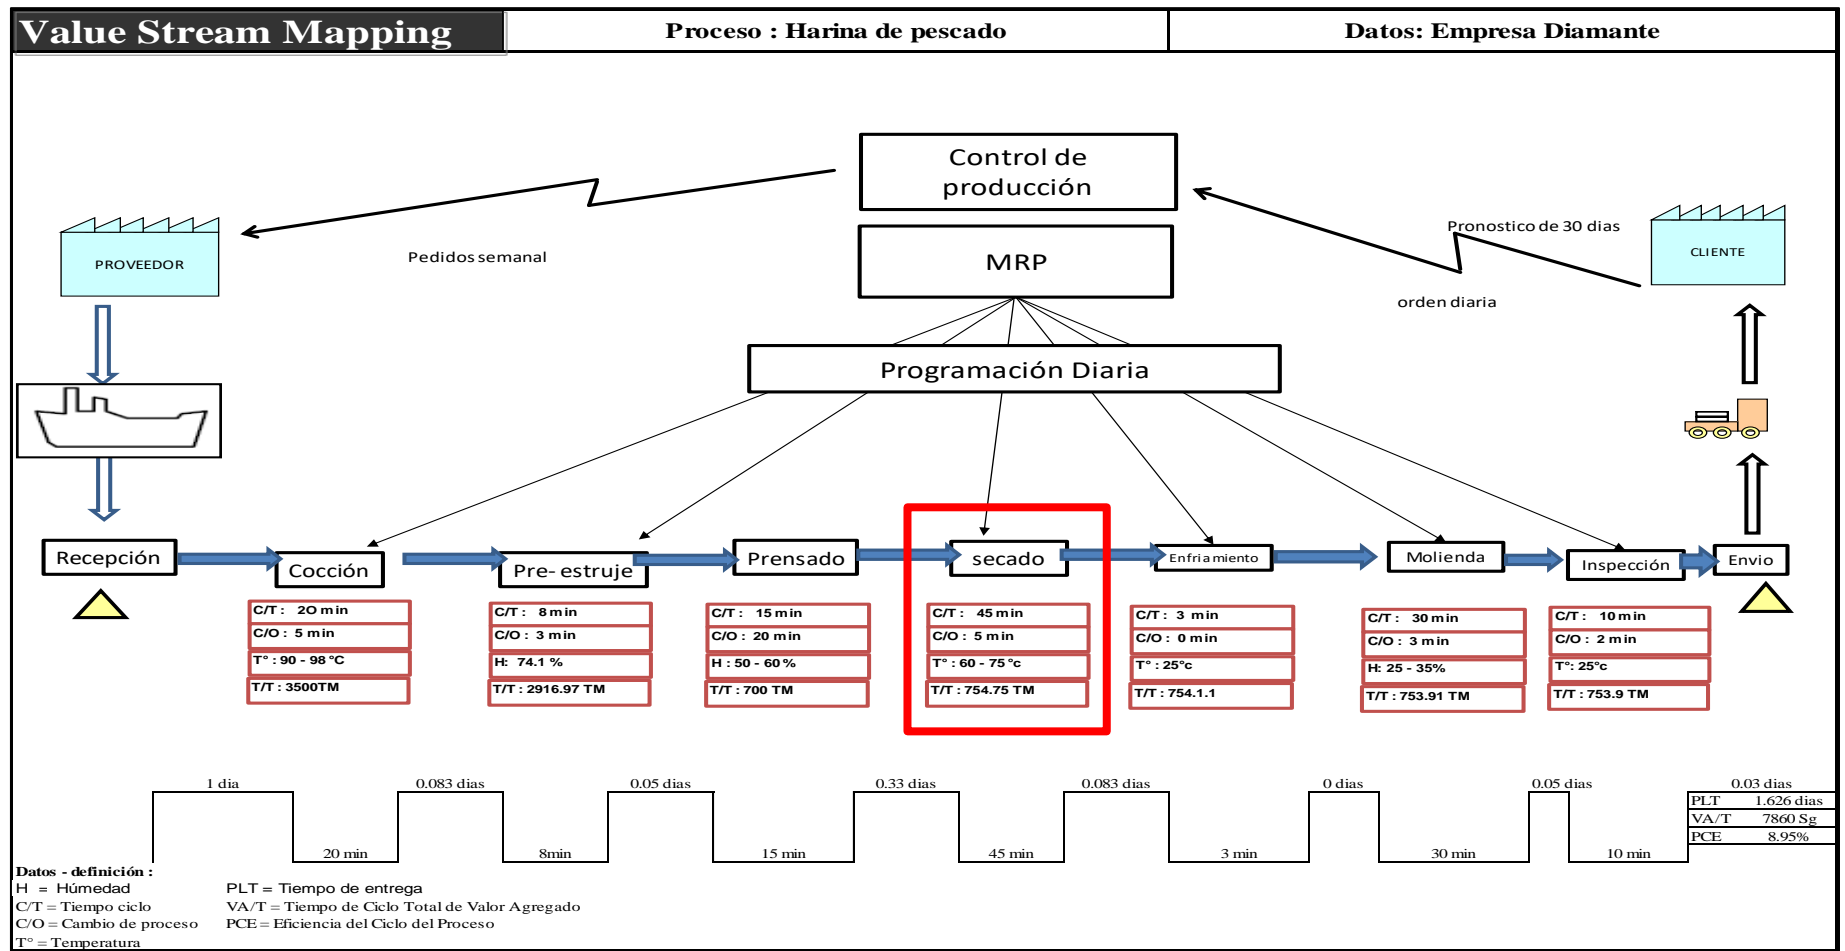 Value Stream Mapping
Proceso : Harina de pescado
Datos: Empresa Diamante
Control de
producción
MRP
Programación Diaria
PROVEEDOR
Pedidos semanal
Pronostico de 30 dias
orden diaria
CLIENTE
Recepción
Cocción
Pre- estruje
Prensado
secado
Enfriamiento
Molienda
Inspección
Envio
C/T : 2O min
C/O : 5 min
T° : 90 - 98 °C
T/T : 3500TM
C/T : 8 min
C/O : 3 min
H: 74.1 %
T/T : 2916.97 TM
C/T : 15 min
C/O : 20 min
H : 50 - 60 %
T/T : 700 TM
C/T : 45 min
C/O : 5 min
T° : 60 - 75 °c
T/T : 754.75 TM
C/T : 3 min
C/O : 0 min
T° : 25°c
T/T : 754.1.1
C/T : 30 min
C/O : 3 min
H: 25 - 35%
T/T : 753.91 TM
C/T : 10 min
C/O : 2 min
T°: 25°c
T/T : 753.9 TM
1 dia
0.083 dias
0.05 dias
0.33 dias
0.083 dias
0 dias
0.05 dias
0.03 dias
20 min
8min
15 min
45 min
3 min
30 min
10 min
PLT 1.626 dias
VA/T 7860 Sg
PCE 8.95%
Datos - definición :
H = Húmedad
PLT = Tiempo de entrega
C/T = Tiempo ciclo
VA/T = Tiempo de Ciclo Total de Valor Agregado
C/O = Cambio de proceso
PCE = Eficiencia del Ciclo del Proceso
T° = Temperatura